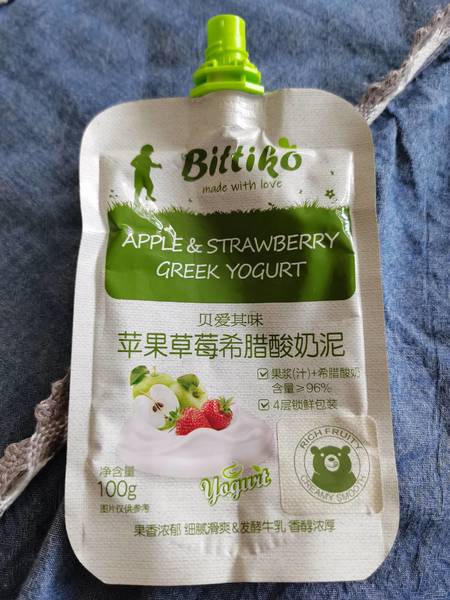 Biltiko
made with love
APPLE & STRAWBERRY
GREEK YOGURT
贝爱其味
苹果草莓希腊酸奶泥
果浆(汁)+希腊酸奶
含量≥96%
4层锁鲜包装
RICH FRUITY
CREAMY SMOOTH
净含量
100g
图片仅供参考
Yogurt
果香浓郁 细腻滑爽&发酵牛乳 香醇浓厚